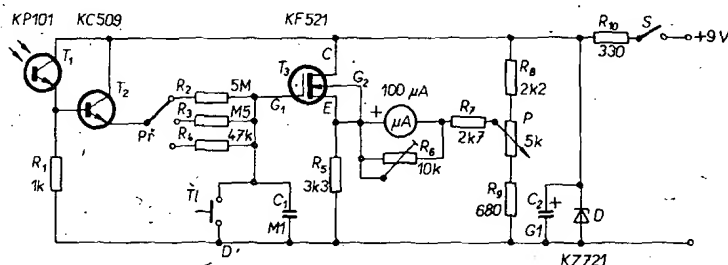 KP101 KC509 KF521
T1
T2
T3
C
G2
G1
E
R10
330
S
+9V
R2 5M
R3 M5
R4 47k
Př
+ 100 µA
µA
R7
2k7
R8
2k2
P
5k
R6
10k
R1
1k
R5
3k3
R9
680
Tl
C1
M1
C2 +
G1
D
D'
KZ721